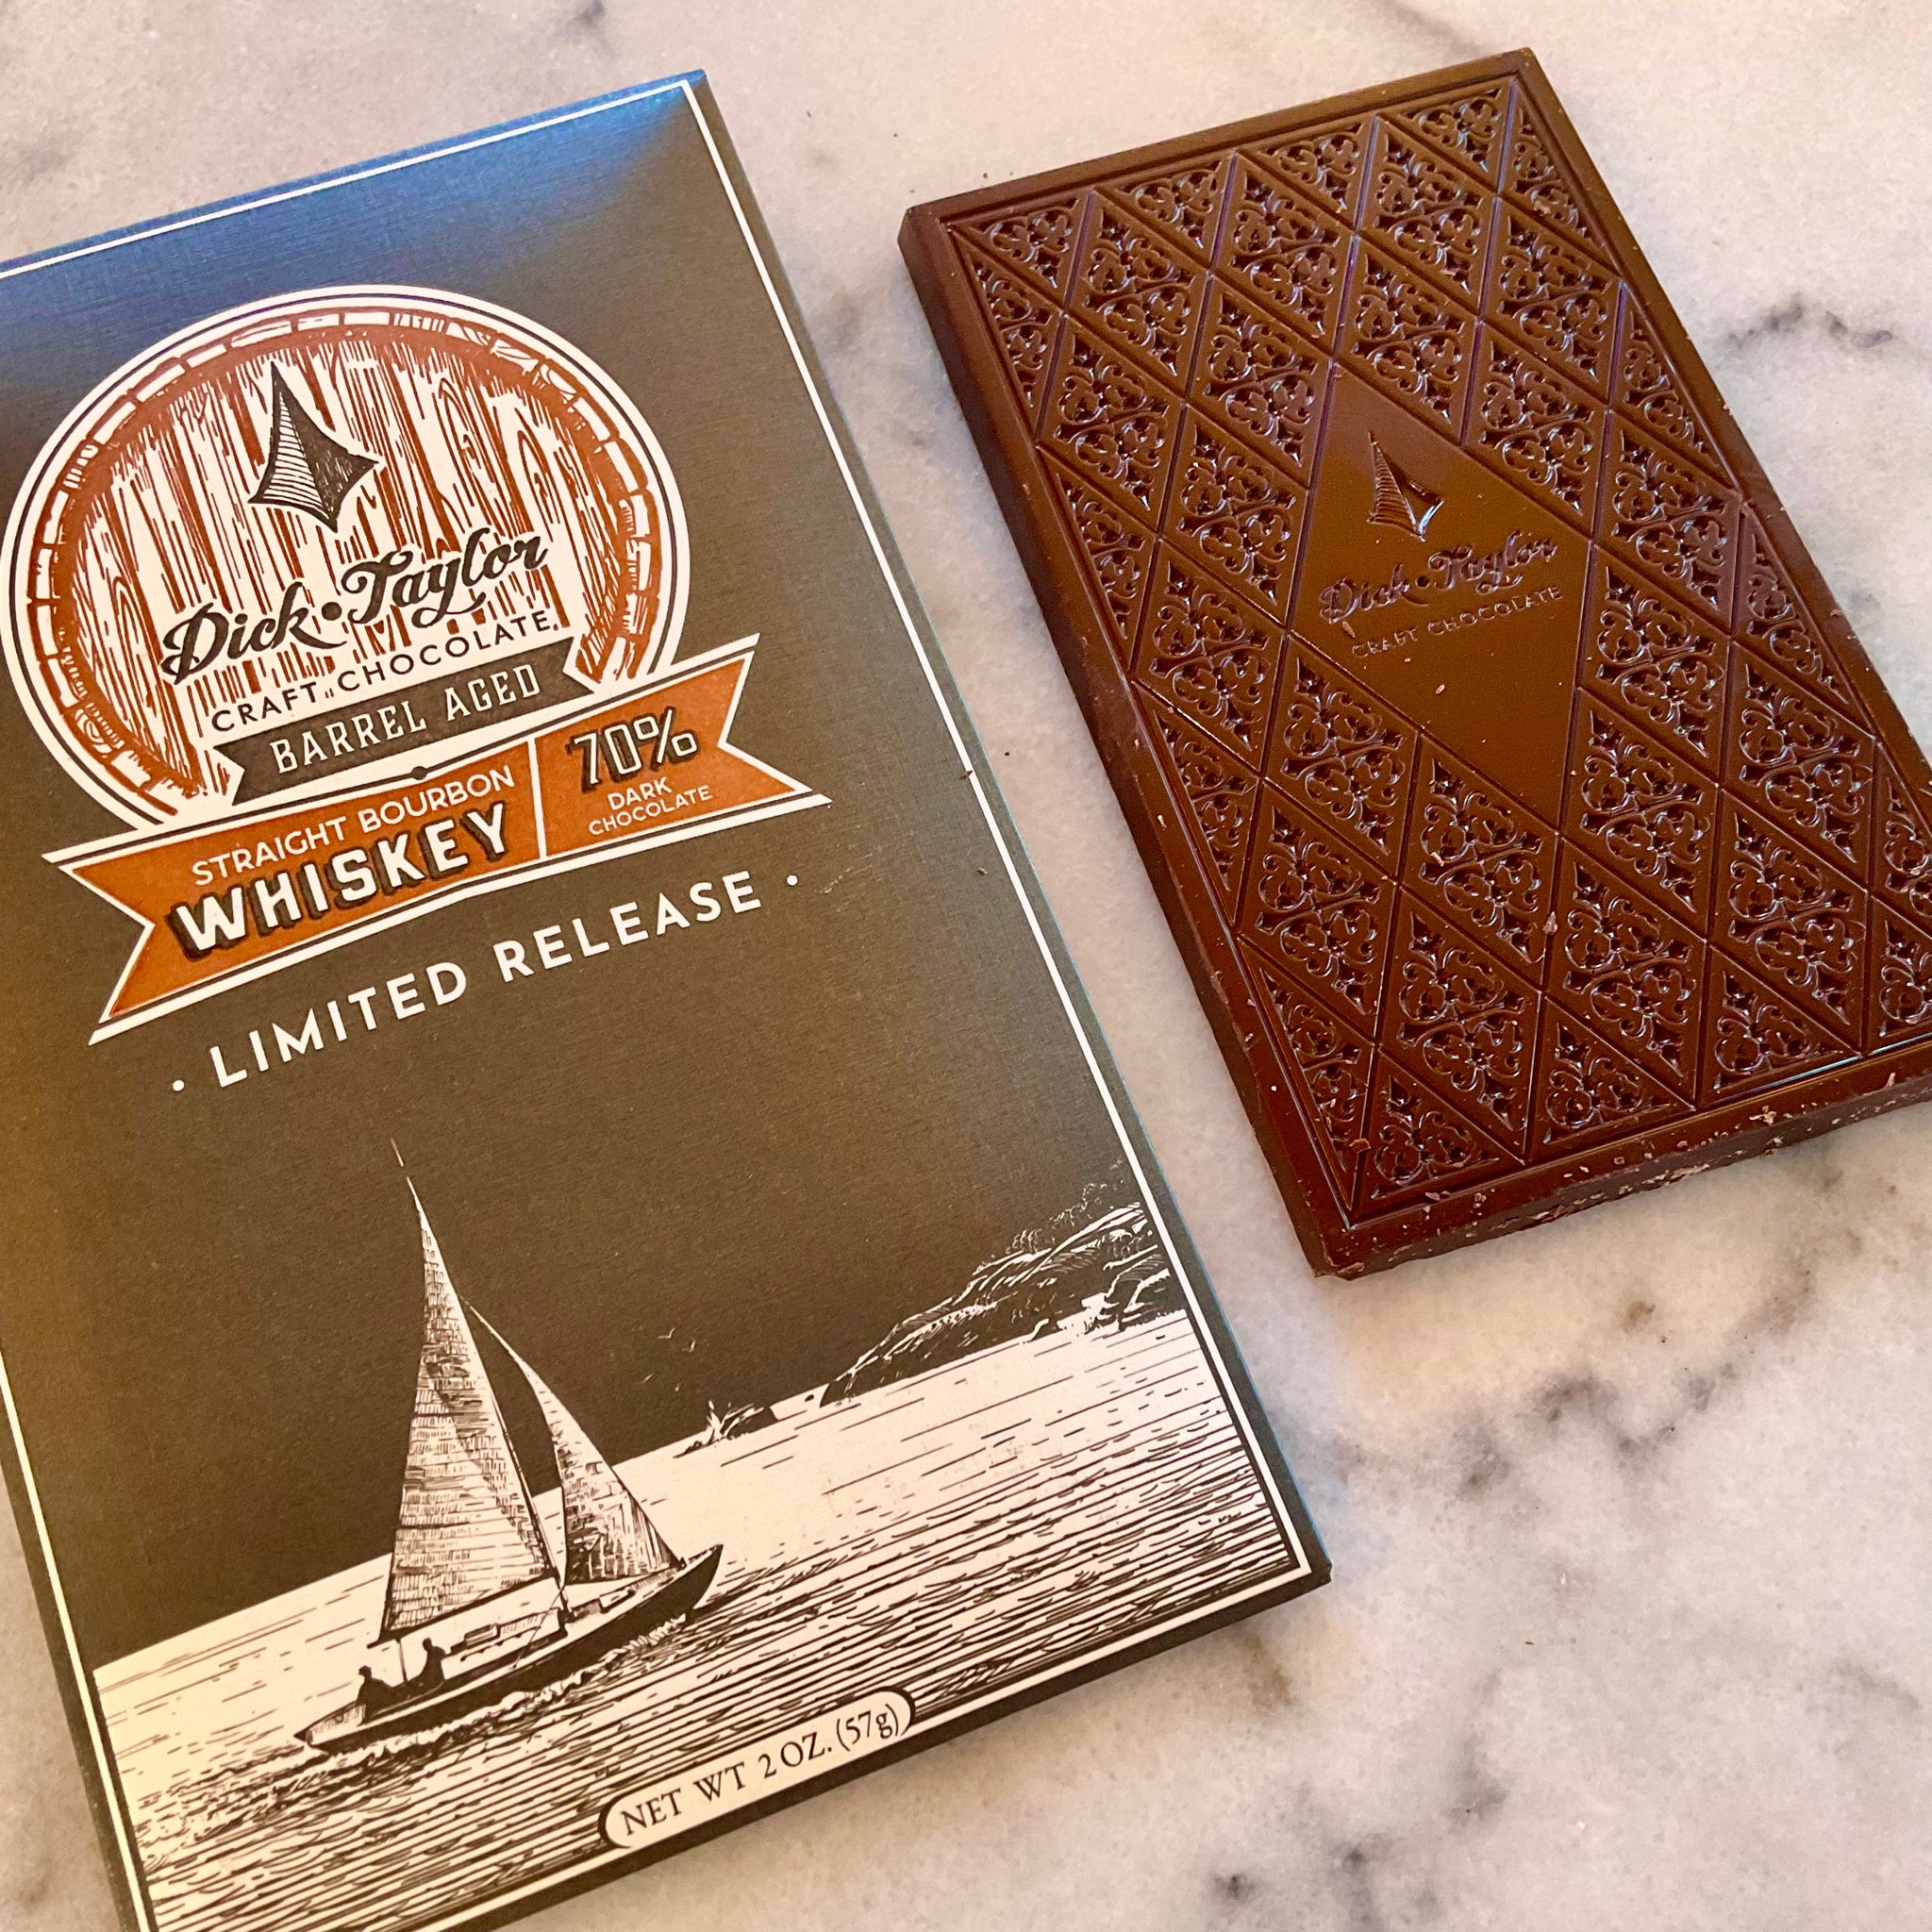 Dick•Taylor
CRAFT CHOCOLATE
BARREL AGED
STRAIGHT BOURBON
WHISKEY
70%
DARK
CHOCOLATE
• LIMITED RELEASE •
NET WT 2 OZ. (57g)
Dick•Taylor
CRAFT CHOCOLATE